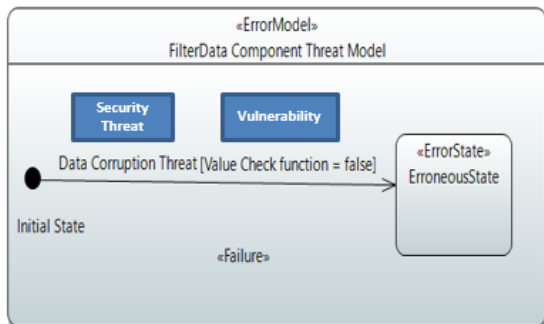 «ErrorModel»
FilterData Component Threat Model
Security
Threat
Vulnerability
Data Corruption Threat [Value Check function = false]
«ErrorState»
ErroneousState
Initial State
«Failure»